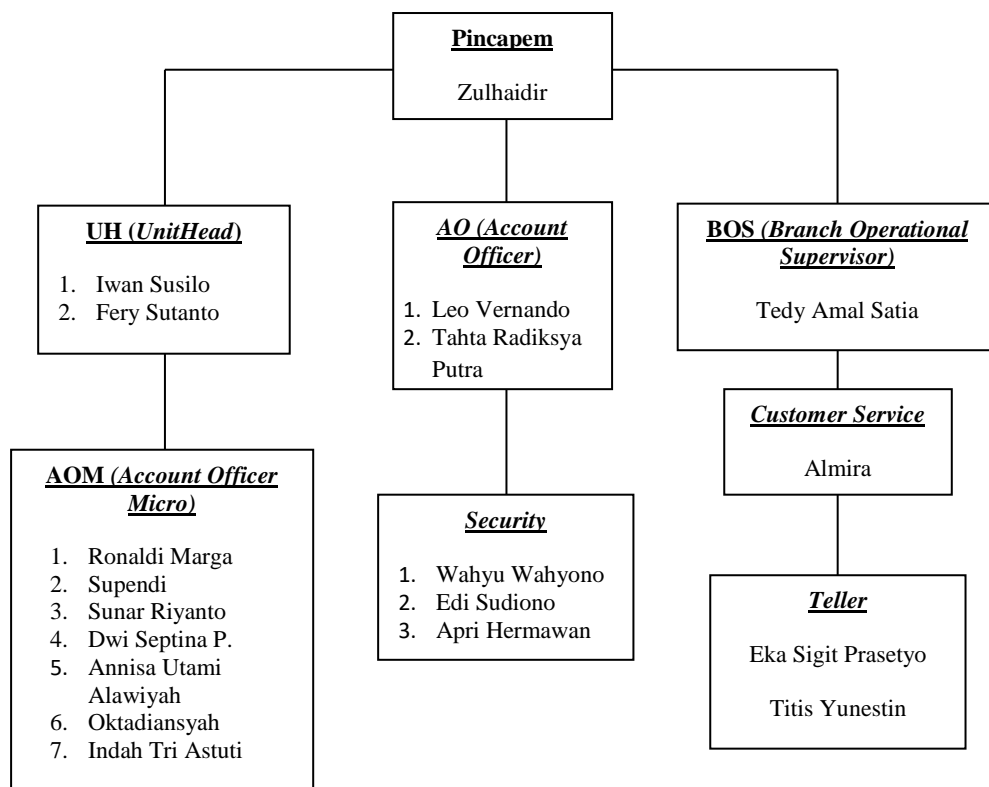 Pincapem
Zulhaidir
UH (UnitHead)
1. Iwan Susilo
2. Fery Sutanto
AO (Account
Officer)
1. Leo Vernando
2. Tahta Radiksya
Putra
BOS (Branch Operational
Supervisor)
Tedy Amal Satia
Customer Service
Almira
AOM (Account Officer
Micro)
1. Ronaldi Marga
2. Supendi
3. Sunar Riyanto
4. Dwi Septina P.
5. Annisa Utami
Alawiyah
6. Oktadiansyah
7. Indah Tri Astuti
Security
1. Wahyu Wahyono
2. Edi Sudiono
3. Apri Hermawan
Teller
Eka Sigit Prasetyo
Titis Yunestin